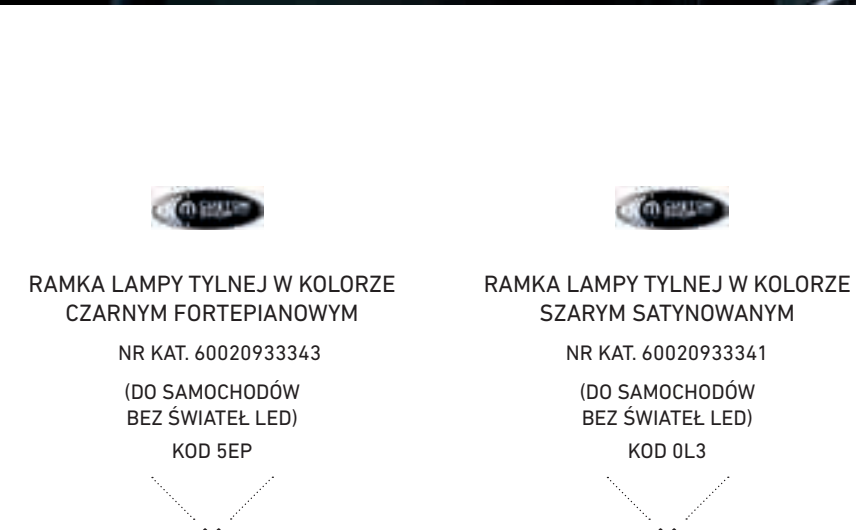 RAMKA LAMPY TYLNEJ W KOLORZE
CZARNYM FORTEPIANOWYM
NR KAT. 60020933343
(DO SAMOCHODÓW
BEZ ŚWIATEŁ LED)
KOD 5EP
RAMKA LAMPY TYLNEJ W KOLORZE
SZARYM SATYNOWANYM
NR KAT. 60020933341
(DO SAMOCHODÓW
BEZ ŚWIATEŁ LED)
KOD 0L3